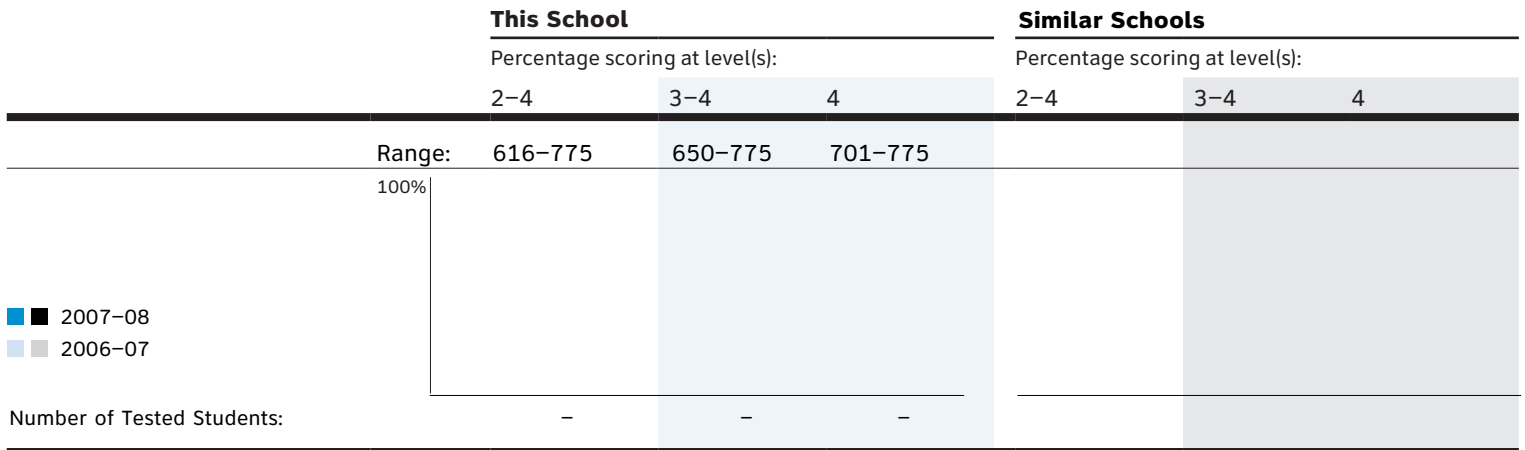 This School Similar Schools
Percentage scoring at level(s): Percentage scoring at level(s):
2–4 3–4 4 2–4 3–4 4
Range: 616–775 650–775 701–775
100%
2007–08
2006–07
Number of Tested Students: – – –